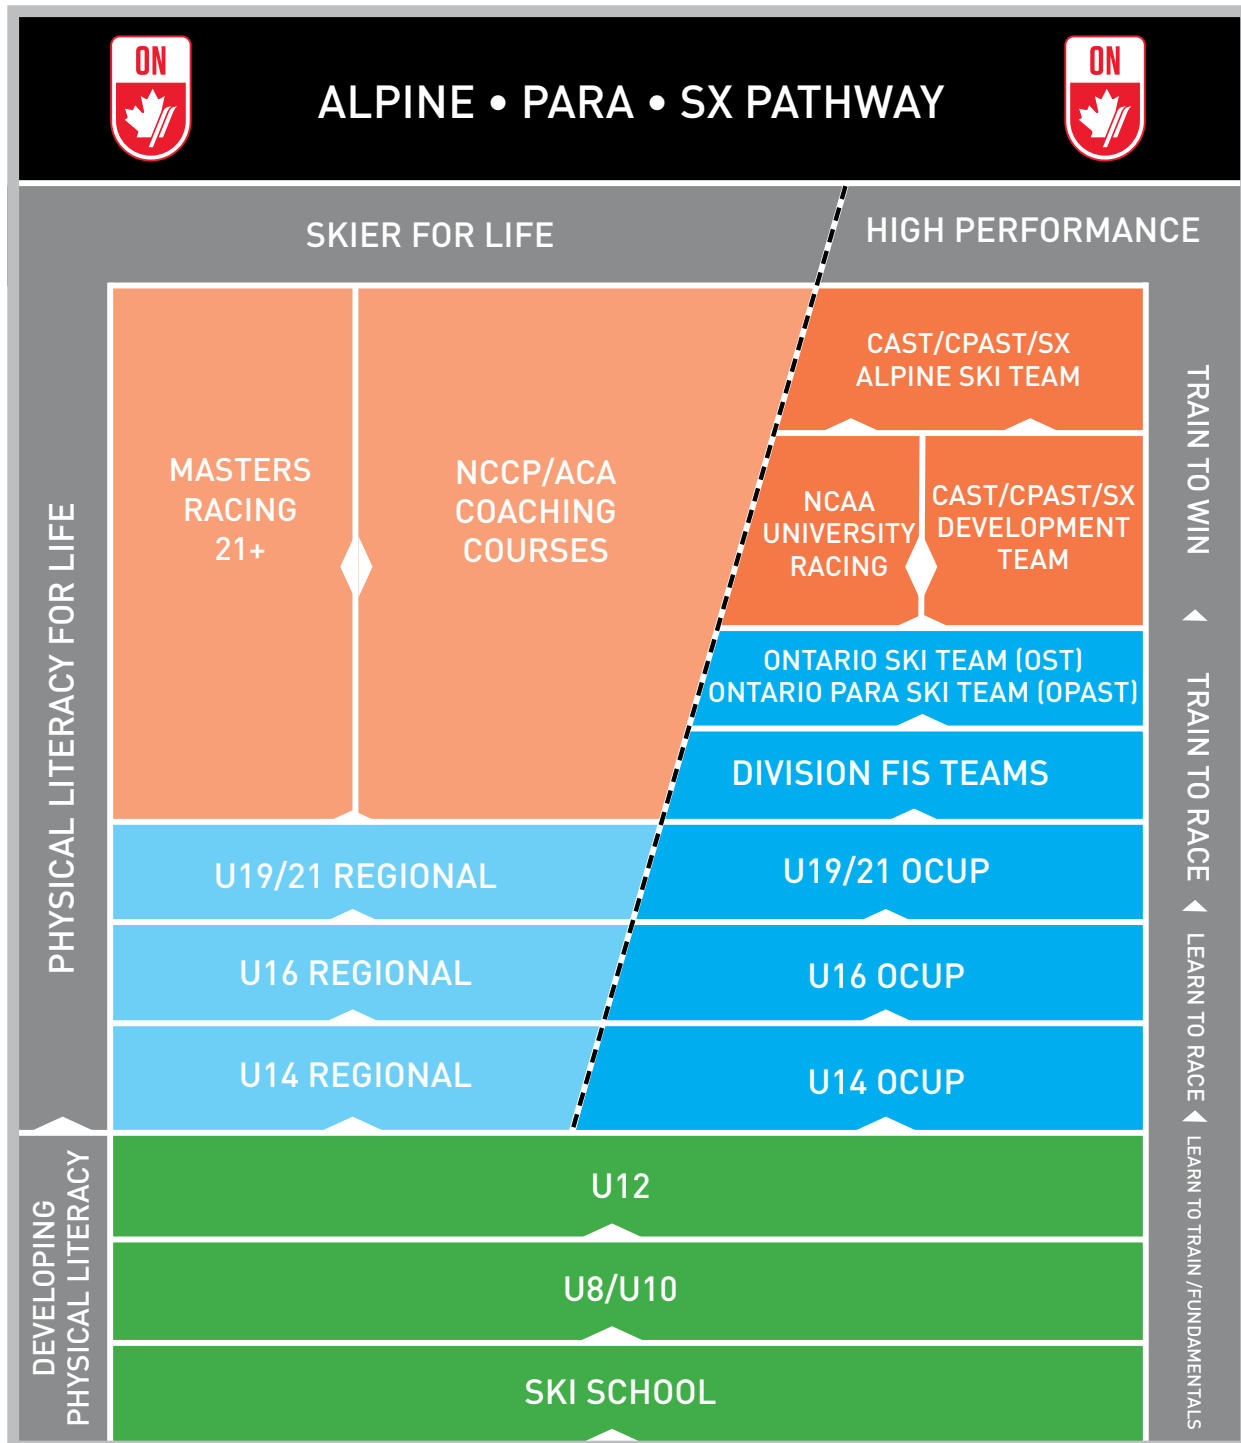 ON
ALPINE • PARA • SX PATHWAY
ON
SKIER FOR LIFE
HIGH PERFORMANCE
MASTERS
RACING
21+
NCCP/ACA
COACHING
COURSES
CAST/CPAST/SX
ALPINE SKI TEAM
NCAA
UNIVERSITY
RACING
CAST/CPAST/SX
DEVELOPMENT
TEAM
ONTARIO SKI TEAM (OST)
ONTARIO PARA SKI TEAM (OPAST)
DIVISION FIS TEAMS
U19/21 REGIONAL
U19/21 OCUP
U16 REGIONAL
U16 OCUP
U14 REGIONAL
U14 OCUP
U12
U8/U10
SKI SCHOOL
PHYSICAL LITERACY FOR LIFE
DEVELOPING
PHYSICAL LITERACY
TRAIN TO WIN
TRAIN TO RACE
LEARN TO RACE
LEARN TO TRAIN /FUNDAMENTALS